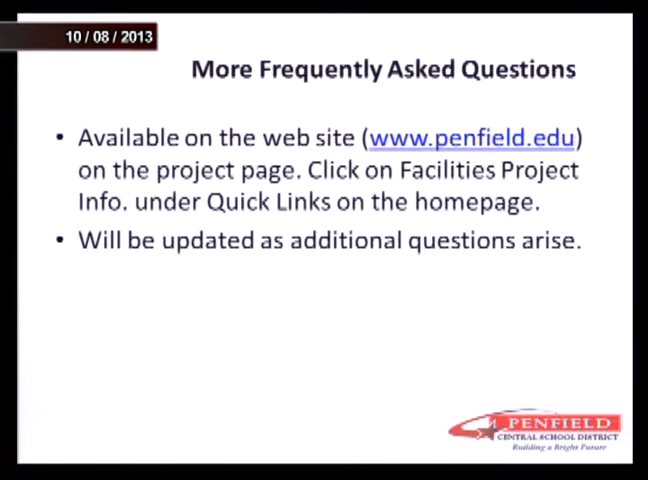 10 / 08 / 2013
More Frequently Asked Questions
• Available on the web site (www.penfield.edu)
on the project page. Click on Facilities Project
Info. under Quick Links on the homepage.
• Will be updated as additional questions arise.
PENFIELD
CENTRAL SCHOOL DISTRICT
Building a Bright Future